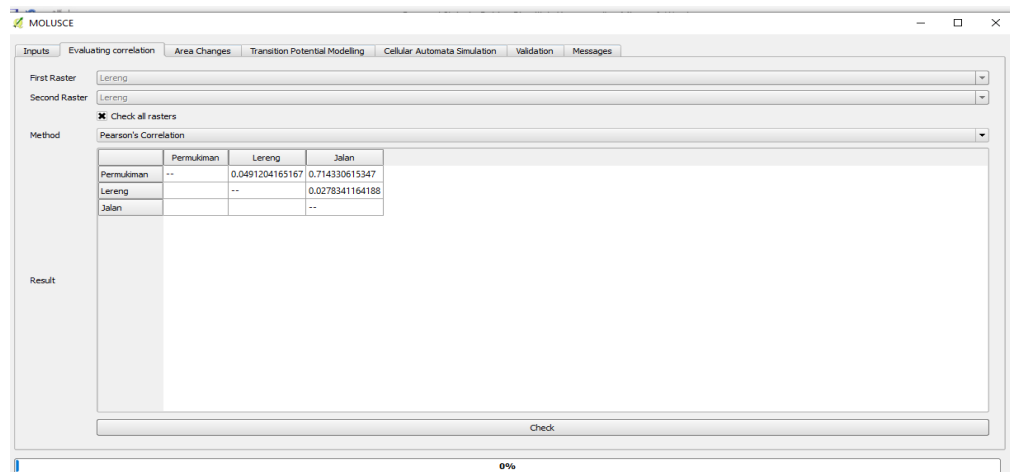 MOLUSCE
Inputs Evaluating correlation Area Changes Transition Potential Modelling Cellular Automata Simulation Validation Messages
First Raster Lereng
Second Raster Lereng
Check all rasters
Method Pearson's Correlation
Permukiman Lereng Jalan
Permukiman -- 0.0491204165167 0.714330615347
Lereng -- 0.0278341164188
Jalan --
Result
Check
0%